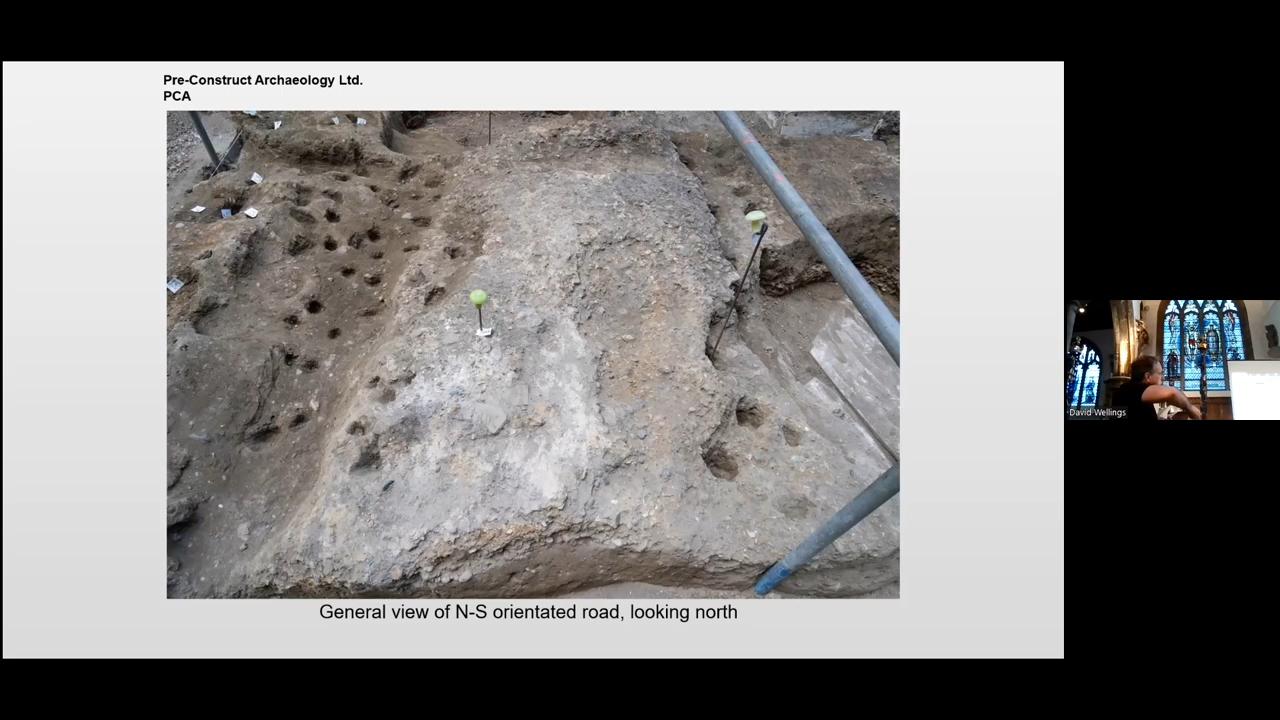 Pre-Construct Archaeology Ltd.
PCA
General view of N-S orientated road, looking north
David Wellings